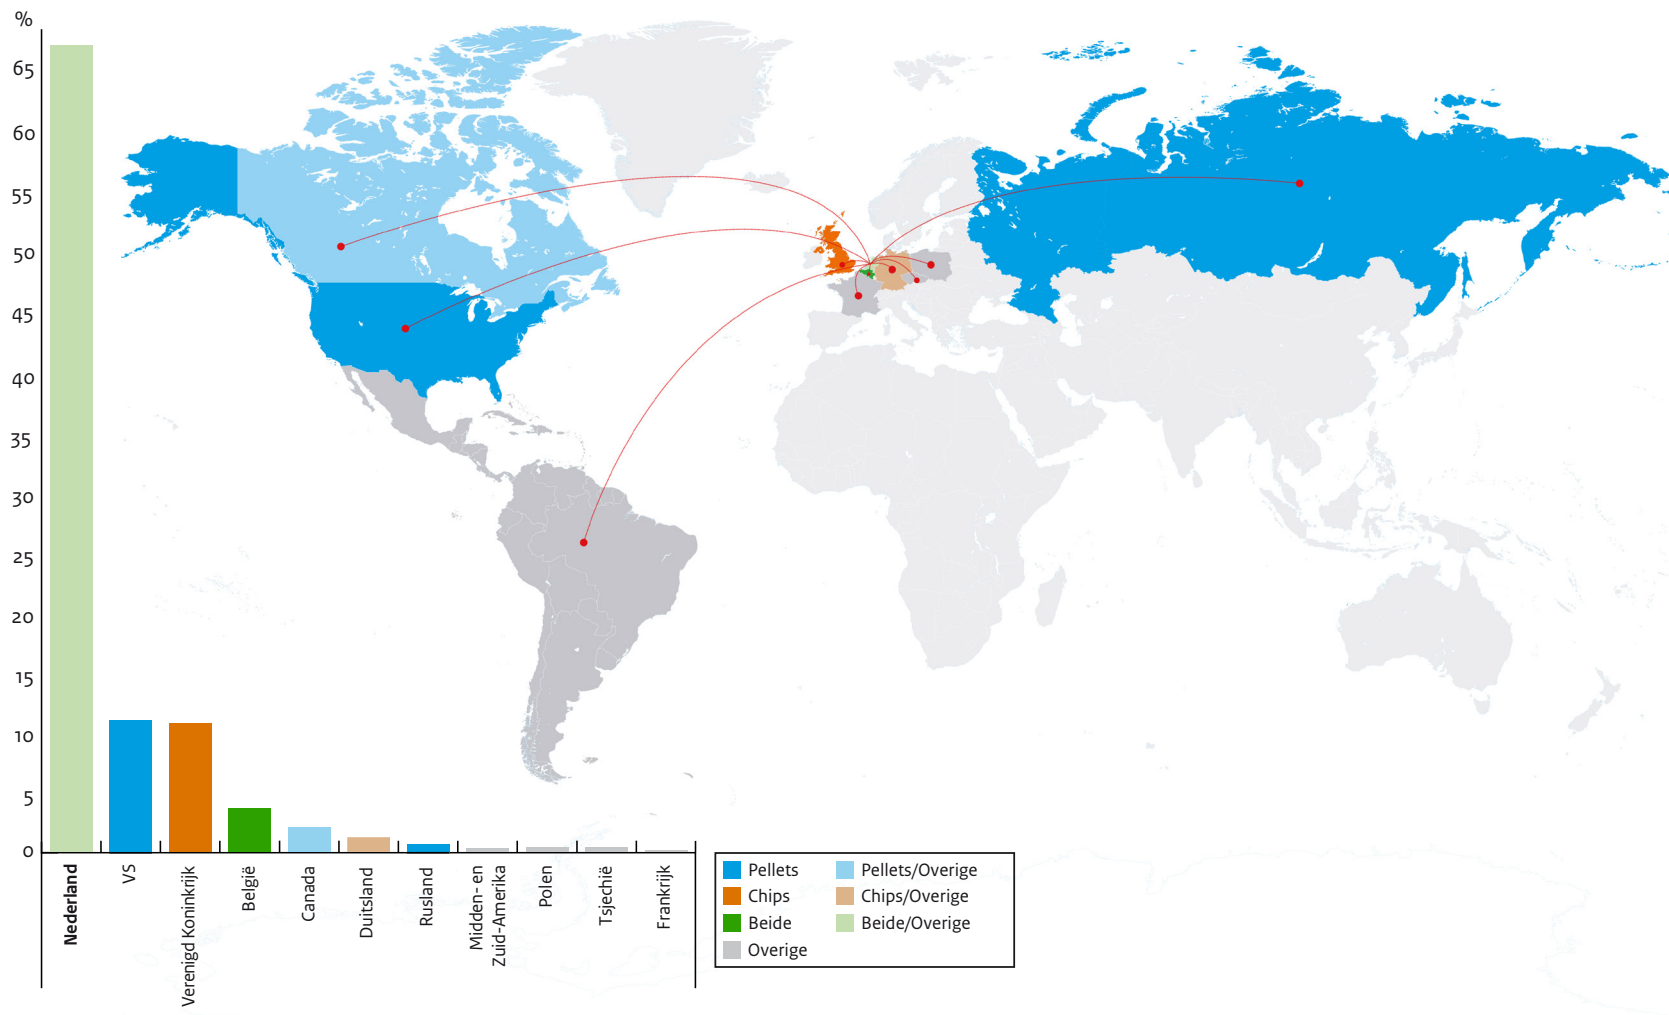 %
65
60
55
50
45
40
35
30
25
20
15
10
5
0
Nederland
VS
Verenigd Koninkrijk
België
Canada
Duitsland
Rusland
Midden- en
Zuid-Amerika
Polen
Tsjechië
Frankrijk
Pellets
Chips
Beide
Overige
Pellets/Overige
Chips/Overige
Beide/Overige